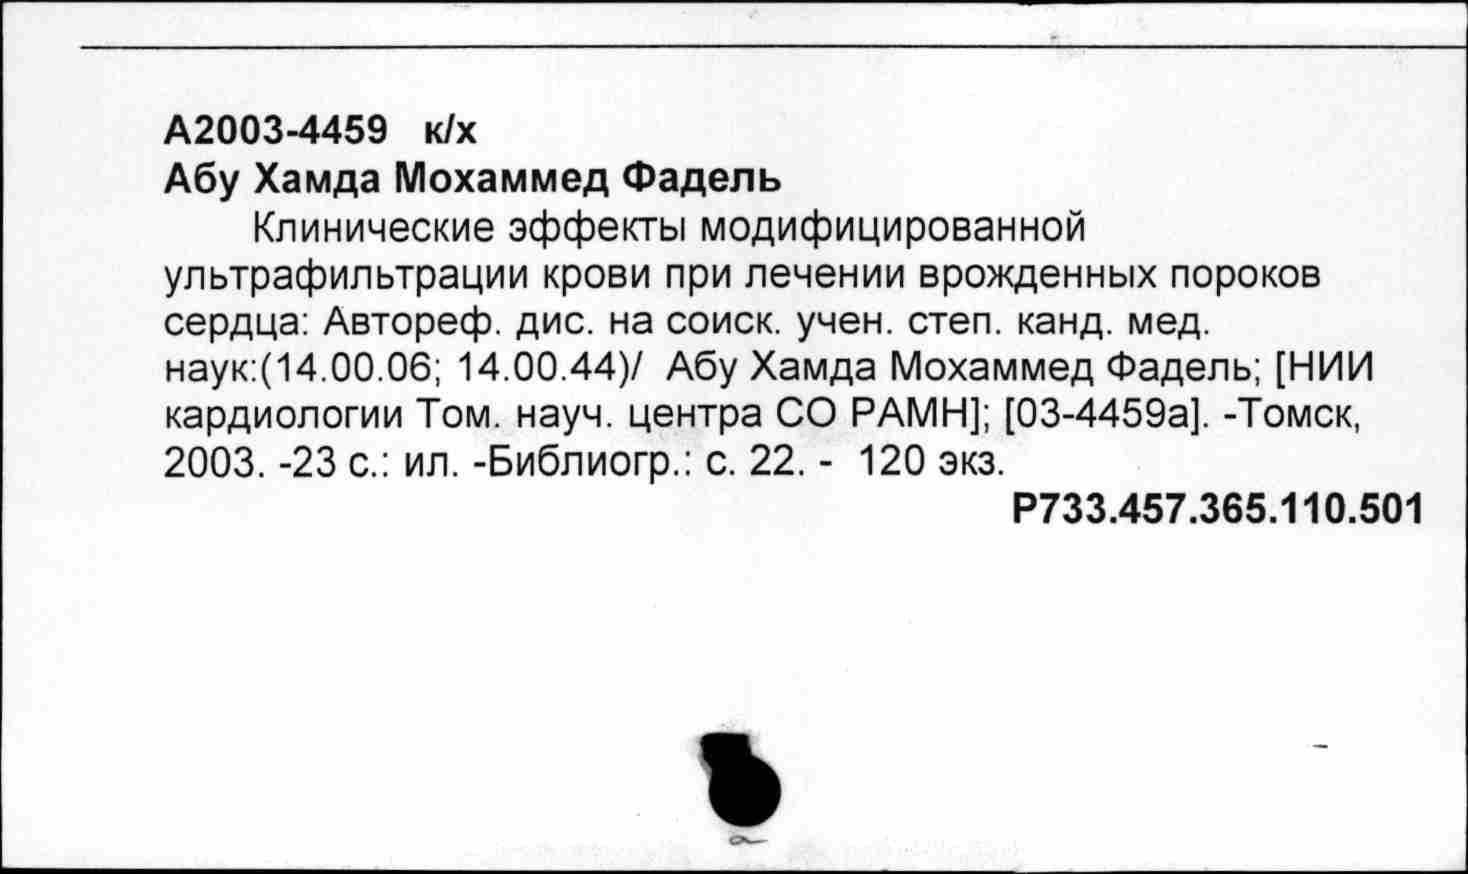 А2003-4459 к/х
Абу Хамда Мохаммед Фадель
Клинические эффекты модифицированной
ультрафильтрации крови при лечении врожденных пороков
сердца: Автореф. дис. на соиск. учен. степ. канд. мед.
наук:(14.00.06; 14.00.44)/ Абу Хамда Мохаммед Фадель; [НИИ
кардиологии Том. науч. центра СО РАМН]; [03-4459а]. -Томск,
2003. -23 с.: ил. -Библиогр.: с. 22. - 120 экз.
Р733.457.365.110.501